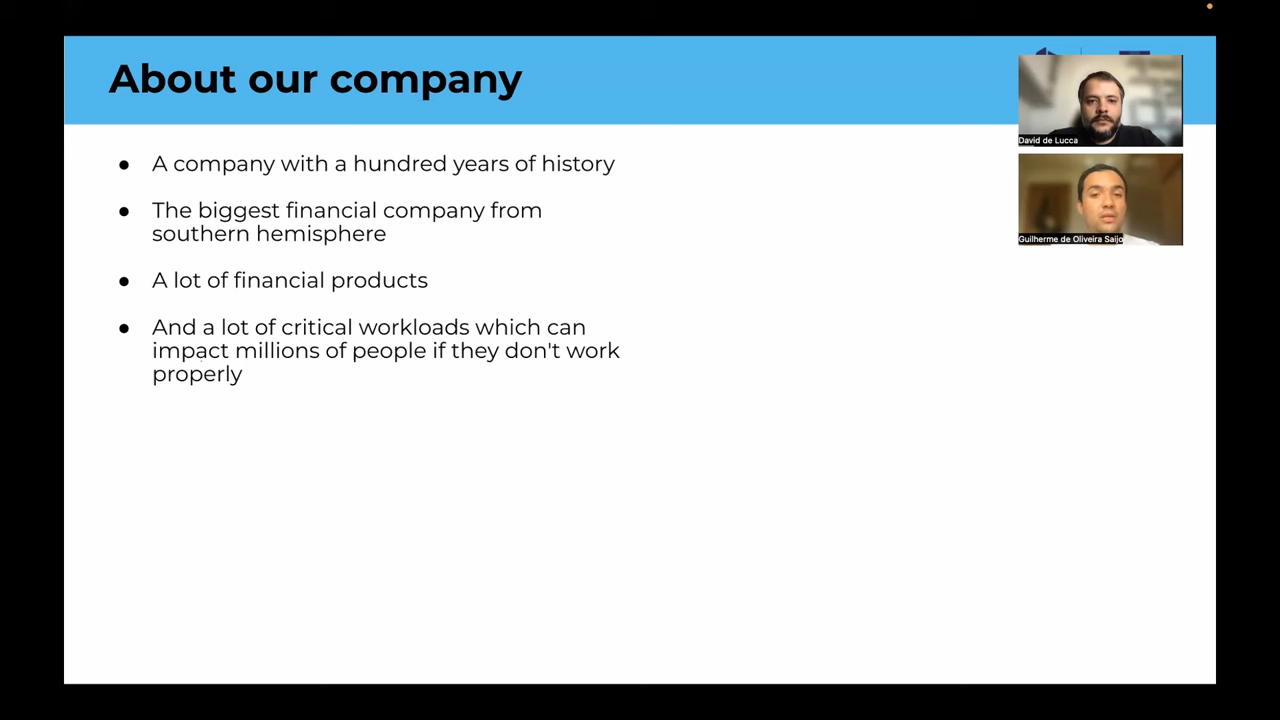 About our company
David de Lucca
Guilherme de Oliveira Saijo
● A company with a hundred years of history
● The biggest financial company from
southern hemisphere
● A lot of financial products
● And a lot of critical workloads which can
impact millions of people if they don't work
properly